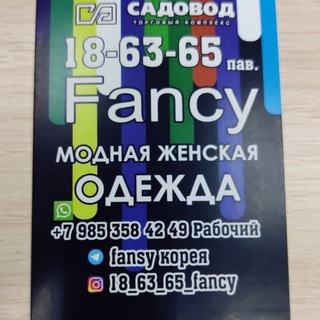 САДОВОД
ТОРГОВЫЙ КОМПЛЕКС
18-63-65 пав.
Fancy
МОДНАЯ ЖЕНСКАЯ
ОДЕЖДА
+7 985 358 42 49 Рабочий
fansy корея
18_63_65_fancy